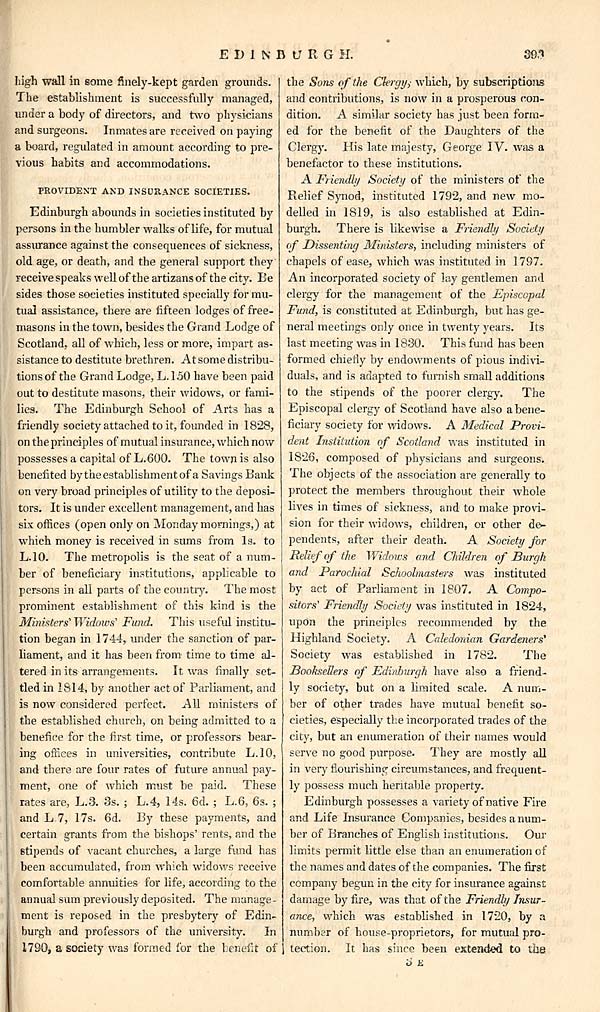 EDINBURGH. 393
high wall in some finely-kept garden grounds.
The establishment is successfully managed,
under a body of directors, and two physicians
and surgeons. Inmates are received on paying
a board, regulated in amount according to pre-
vious habits and accommodations.
PROVIDENT AND INSURANCE SOCIETIES.
Edinburgh abounds in societies instituted by
persons in the humbler walks of life, for mutual
assurance against the consequences of sickness,
old age, or death, and the general support they
receive speaks well of the artizans of the city. Be
sides those societies instituted specially for mu-
tual assistance, there are fifteen lodges of free-
masons in the town, besides the Grand Lodge of
Scotland, all of which, less or more, impart as-
sistance to destitute brethren. At some distribu-
tions of the Grand Lodge, L.150 have been paid
out to destitute masons, their widows, or fami-
lies. The Edinburgh School of Arts has a
friendly society attached to it, founded in 1828,
on the principles of mutual insurance, which now
possesses a capital of L.600. The town is also
benefited by the establishment of a Savings Bank
on very broad principles of utility to the deposi-
tors. It is under excellent management, and has
six offices (open only on Monday mornings,) at
which money is received in sums from 1s. to
L.10. The metropolis is the seat of a num-
ber of beneficiary institutions, applicable to
persons in all parts of the country. The most
prominent establishment of this kind is the
Ministers' Widows' Fund. This useful institu-
tion began in 1744, under the sanction of par-
liament, and it has been from time to time al-
tered in its arrangements. It was finally set-
tled in 1814, by another act of Parliament, and
is now considered perfect. All ministers of
the established church, on being admitted to a
benefice for the first time, or professors bear-
ing offices in universities, contribute L.10,
and there are four rates of future annual pay-
ment, one of which must be paid. These
rates are, L.3. 3s. ; L.4, 14s. 6d. ; L.6, 6s. ;
and L.7, 17s. 6d. By these payments, and
certain grants from the bishops' rents, and the
stipends of vacant churches, a large fund has
been accumulated, from which widows receive
comfortable annuities for life, according to the
annual sum previously deposited. The manage-
ment is reposed in the presbytery of Edin-
burgh and professors of the university. In
1790, a society was formed for the benefit of
the Sons of the Clergy; which, by subscriptions
and contributions, is now in a prosperous con-
dition. A similar society has just been form-
ed for the benefit of the Daughters of the
Clergy. His late majesty, George IV. was a
benefactor to these institutions.
A Friendly Society of the ministers of the
Relief Synod, instituted 1792, and new mo-
delled in 1819, is also established at Edin-
burgh. There is likewise a Friendly Society
of Dissenting Ministers, including ministers of
chapels of ease, which was instituted in 1797.
An incorporated society of lay gentlemen and
clergy for the management of the Episcopal
Fund, is constituted at Edinburgh, but has ge-
neral meetings only once in twenty years. Its
last meeting was in 1830. This fund has been
formed chiefly by endowments of pious indivi-
duals, and is adapted to furnish small additions
to the stipends of the poorer clergy. The
Episcopal clergy of Scotland have also a bene-
ficiary society for widows. A Medical Provi-
dent Institution of Scotland was instituted in
1826, composed of physicians and surgeons.
The objects of the association are generally to
protect the members throughout their whole
lives in times of sickness, and to make provi-
sion for their widows, children, or other de-
pendents, after their death. A Society for
Relief of the Widows and Children of Burgh
and Parochial Schoolmasters was instituted
by act of Parliament in 1807. A Compo-
sitors' Friendly Society was instituted in 1824,
upon the principles recommended by the
Highland Society. A Caledonian Gardeners'
Society was established in 1782. The
Booksellers of Edinburgh have also a friend-
ly society, but on a limited scale. A num-
ber of other trades have mutual benefit so-
cieties, especially the incorporated trades of the
city, but an enumeration of their names would
serve no good purpose. They are mostly all
in very flourishing circumstances, and frequent-
ly possess much heritable property.
Edinburgh possesses a variety of native Fire
and Life Insurance Companies, besides a num-
ber of Branches of English institutions. Our
limits permit little else than an enumeration of
the names and dates of the companies. The first
company begun in the city for insurance against
damage by fire, was that of the Friendly Insur-
ance, which was established in 1720, by a
number of house-proprietors, for mutual pro-
tection. It has since been extended to the
3 E